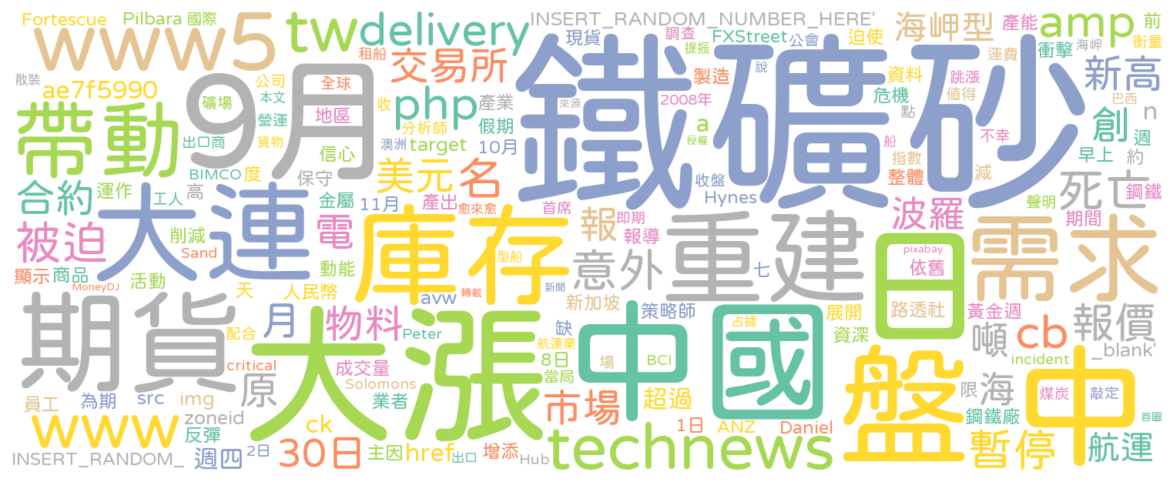 Fortescue Pilbara 國際 tw delivery INSERT_RANDOM_NUMBER_HERE' 海岬型 產能 amp 前
www5 租船 現貨 調查 FXStreet 公會 迫使 運費 衝擊 衡量
散裝 公司 全球 交易所 提振 製造 說 資料 跳漲 海岬 新高
ae7f5990 本文 礦場 地區 php 產業 鐵礦砂 2008年 危機 值得 巴西
帶動 9月 營運 收 分析師 假期 來源 a 點 不幸 創 週 n
出口商 貨物 信心 澳洲 target 10月 授權 船 指數 減 早上 約
BIMCO 度 保守 美元 名 收盤 整體 死亡 鋼鐵
合約 運作 高 金屬 11月 產出 愈來愈 首席 Hynes 聲明
被迫 大連 工人 電 庫存 報 即期 報導 重建 波羅 期間 需求
削減 Sand 意外 七 日 pixabay 依舊
顯示 商品 活動 動能 型船 新聞
MoneyDJ 天 人民幣 avw 轉載 新加坡 策略師 路透社 黃金週
期貨 月 物料 Peter 缺 中國 占據 展開 噸 cb 報價
配合 大漲 航運業 8日 BCI 資深 _blank'
critical 成交量 當局 場 盤中 incident
員工 為期 src img 原 Solomons 業者 超過 限 海 煤炭 敲定
zoneid ck 市場 1日 ANZ Daniel 鋼鐵廠 首圖
www 反彈 30日 主因 href 增添 technews 暫停 航運
INSERT_RANDOM_ 週四 2日 出口 Hub